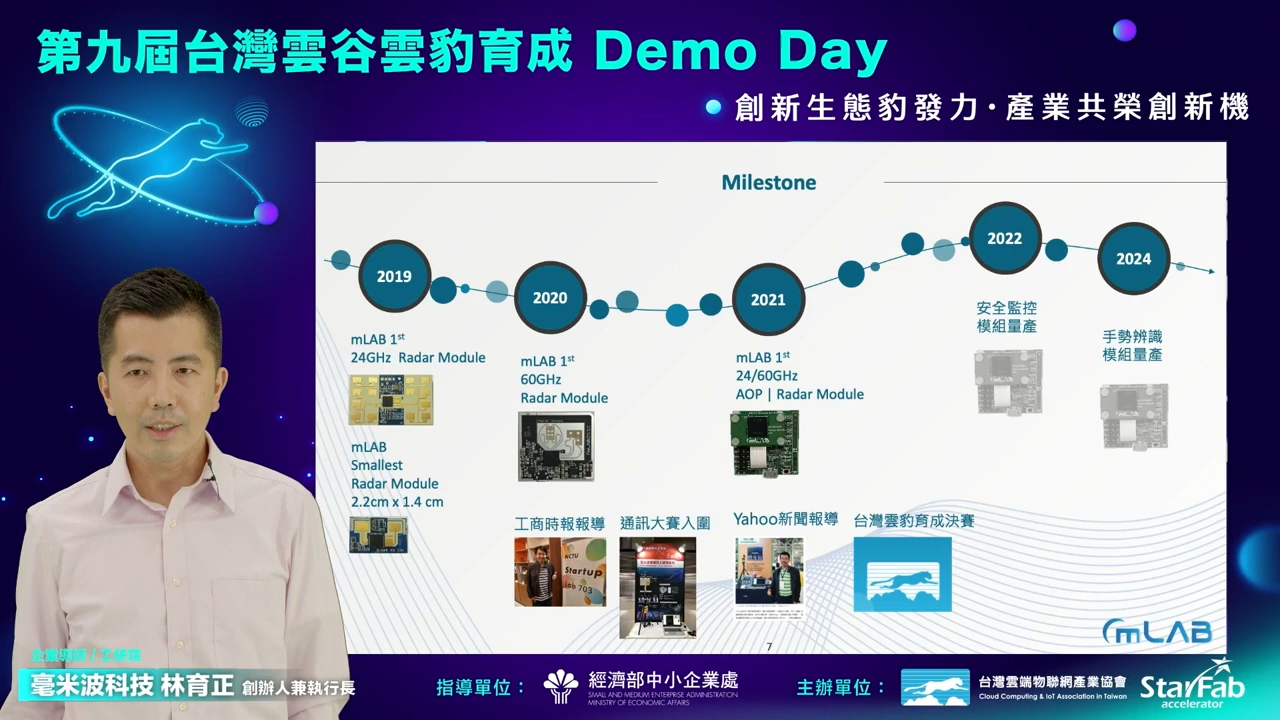 第九屆台灣雲谷雲豹育成 Demo Day
創新生態豹發力・產業共榮創新機
Milestone
2019
2020
2021
2022
2024
mLAB 1st
24GHz Radar Module
mLAB
Smallest
Radar Module
2.2cm x 1.4 cm
mLAB 1st
60GHz
Radar Module
工商時報報導
NCTU
Startup
Lab 703
通訊大賽入圍
mLAB 1st
24/60GHz
AOP | Radar Module
mLAB
Yahoo新聞報導
台灣雲豹育成決賽
安全監控
模組量產
手勢辨識
模組量產
7
mLAB
毫米波科技 林育正 創辦人兼執行長
指導單位：
經濟部中小企業處
SMALL AND MEDIUM ENTERPRISE ADMINISTRATION
MINISTRY OF ECONOMIC AFFAIRS
主辦單位：
台灣雲端物聯網產業協會
Cloud Computing & IoT Association in Taiwan
StarFab
accelerator